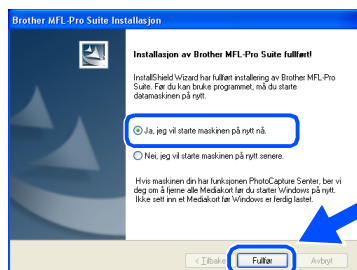 Brother MFL-Pro Suite Installasjon
Installasjon av Brother MFL-Pro Suite fullført!
InstallShield Wizard har fullført installering av Brother MFL-Pro
Suite. Før du kan bruke programmet, må du starte
datamaskinen på nytt.
Ja, jeg vil starte maskinen på nytt nå.
Nei, jeg vil starte maskinen på nytt senere.
Hvis maskinen din har funksjonen PhotoCapture Senter, ber vi
deg om å fjerne alle Mediakort før du starter Windows på nytt.
Ikke sett inn et Mediakort før Windows er ferdig lastet.
< Tilbake Fullfør Avbryt